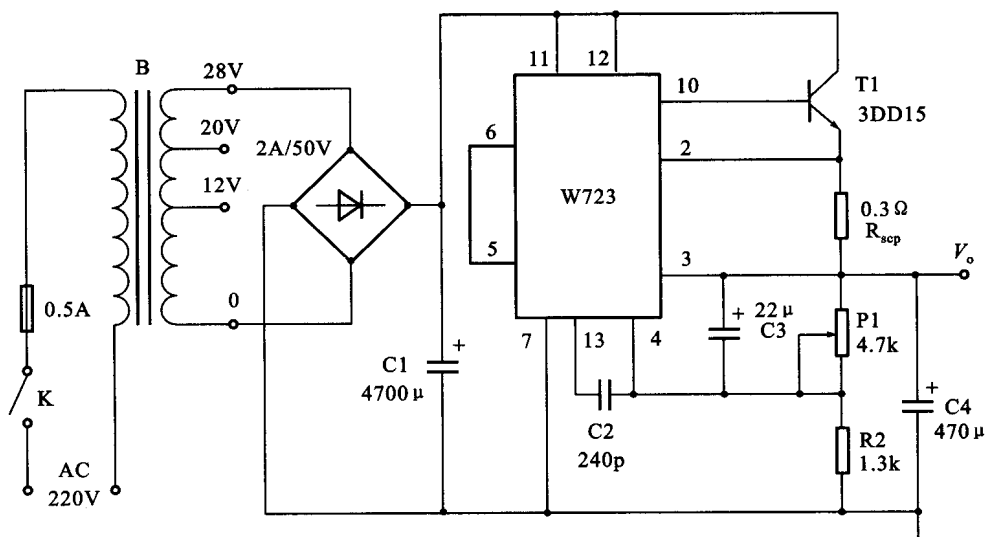 B
28V
20V
12V
0
2A/50V
0.5A
K
AC
220V
C1
4700μ
+
11
12
10
6
2
W723
5
3
7
13
4
T1
3DD15
0.3Ω
Rscp
Vo
+
22μ
C3
P1
4.7k
C2
240p
R2
1.3k
+
C4
470μ